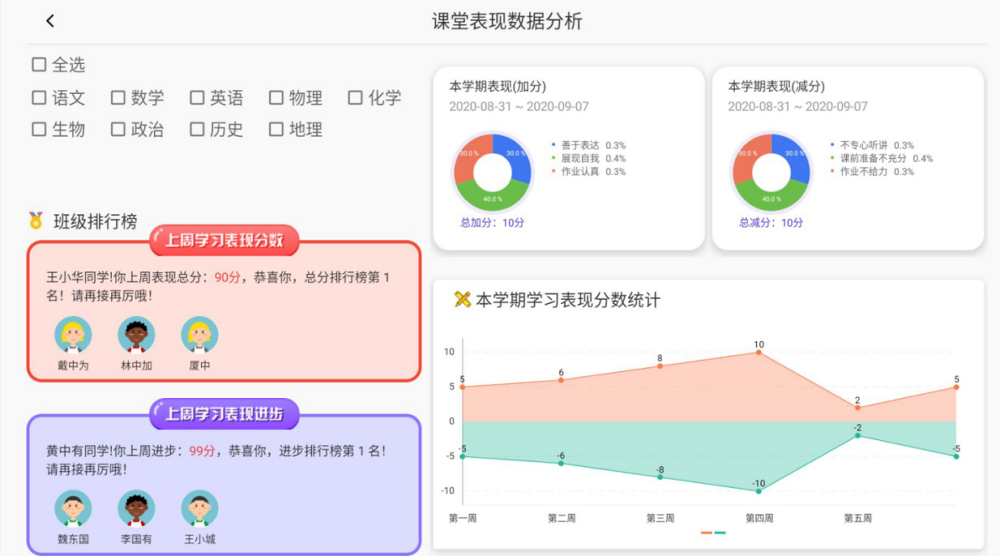 课堂表现数据分析
全选
语文 数学 英语 物理 化学
生物 政治 历史 地理
班级排行榜
上周学习表现分数
王小华同学!你上周表现总分：90分，恭喜你，总分排行榜第 1
名！请再接再厉哦！
戴中为 林中加 厦中
上周学习表现进步
黄中有同学!你上周进步：99分，恭喜你，进步排行榜第 1 名！
请再接再厉哦！
魏东国 李国有 王小城
本学期表现(加分)
2020-08-31 ~ 2020-09-07
30.0 % 30.0 %
40.0 %
善于表达 0.3%
展现自我 0.4%
作业认真 0.3%
总加分：10分
本学期表现(减分)
2020-08-31 ~ 2020-09-07
30.0 % 30.0 %
40.0 %
不专心听讲 0.3%
课前准备不充分 0.4%
作业不给力 0.3%
总减分：10分
本学期学习表现分数统计
10
5
0
-5
-10
5 6 8 10 2 5
-5 -6 -8 -10 -2 -5
第一周 第二周 第三周 第四周 第五周